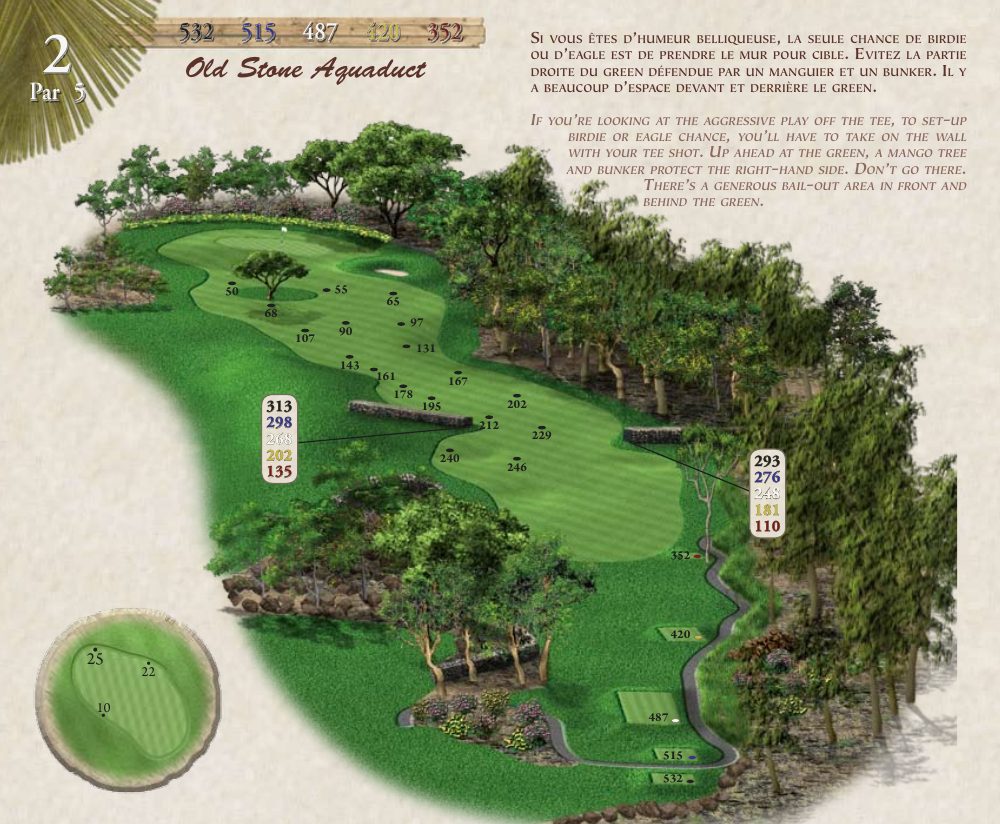 2
Par 5
532 515 487 420 352
Old Stone Aquaduct
Si vous êtes d'humeur belliqueuse, la seule chance de birdie
ou d'eagle est de prendre le mur pour cible. Evitez la partie
droite du green défendue par un manguier et un bunker. Il y
a beaucoup d'espace devant et derrière le green.
If you're looking at the aggressive play off the tee, to set-up
birdie or eagle chance, you'll have to take on the wall
with your tee shot. Up ahead at the green, a mango tree
and bunker protect the right-hand side. Don't go there.
There's a generous bail-out area in front and
behind the green.
50
55
65
68
97
90
107
131
143
161
167
178
195
202
212
229
240
246
313
298
268
202
135
293
276
248
181
110
352
420
487
515
532
25
22
10